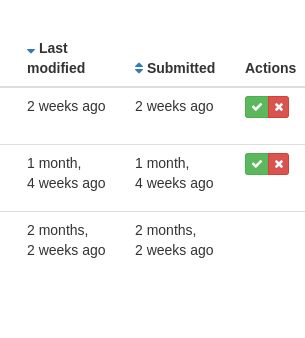 Last
modified
Submitted
Actions
2 weeks ago
2 weeks ago
1 month,
4 weeks ago
1 month,
4 weeks ago
2 months,
2 weeks ago
2 months,
2 weeks ago